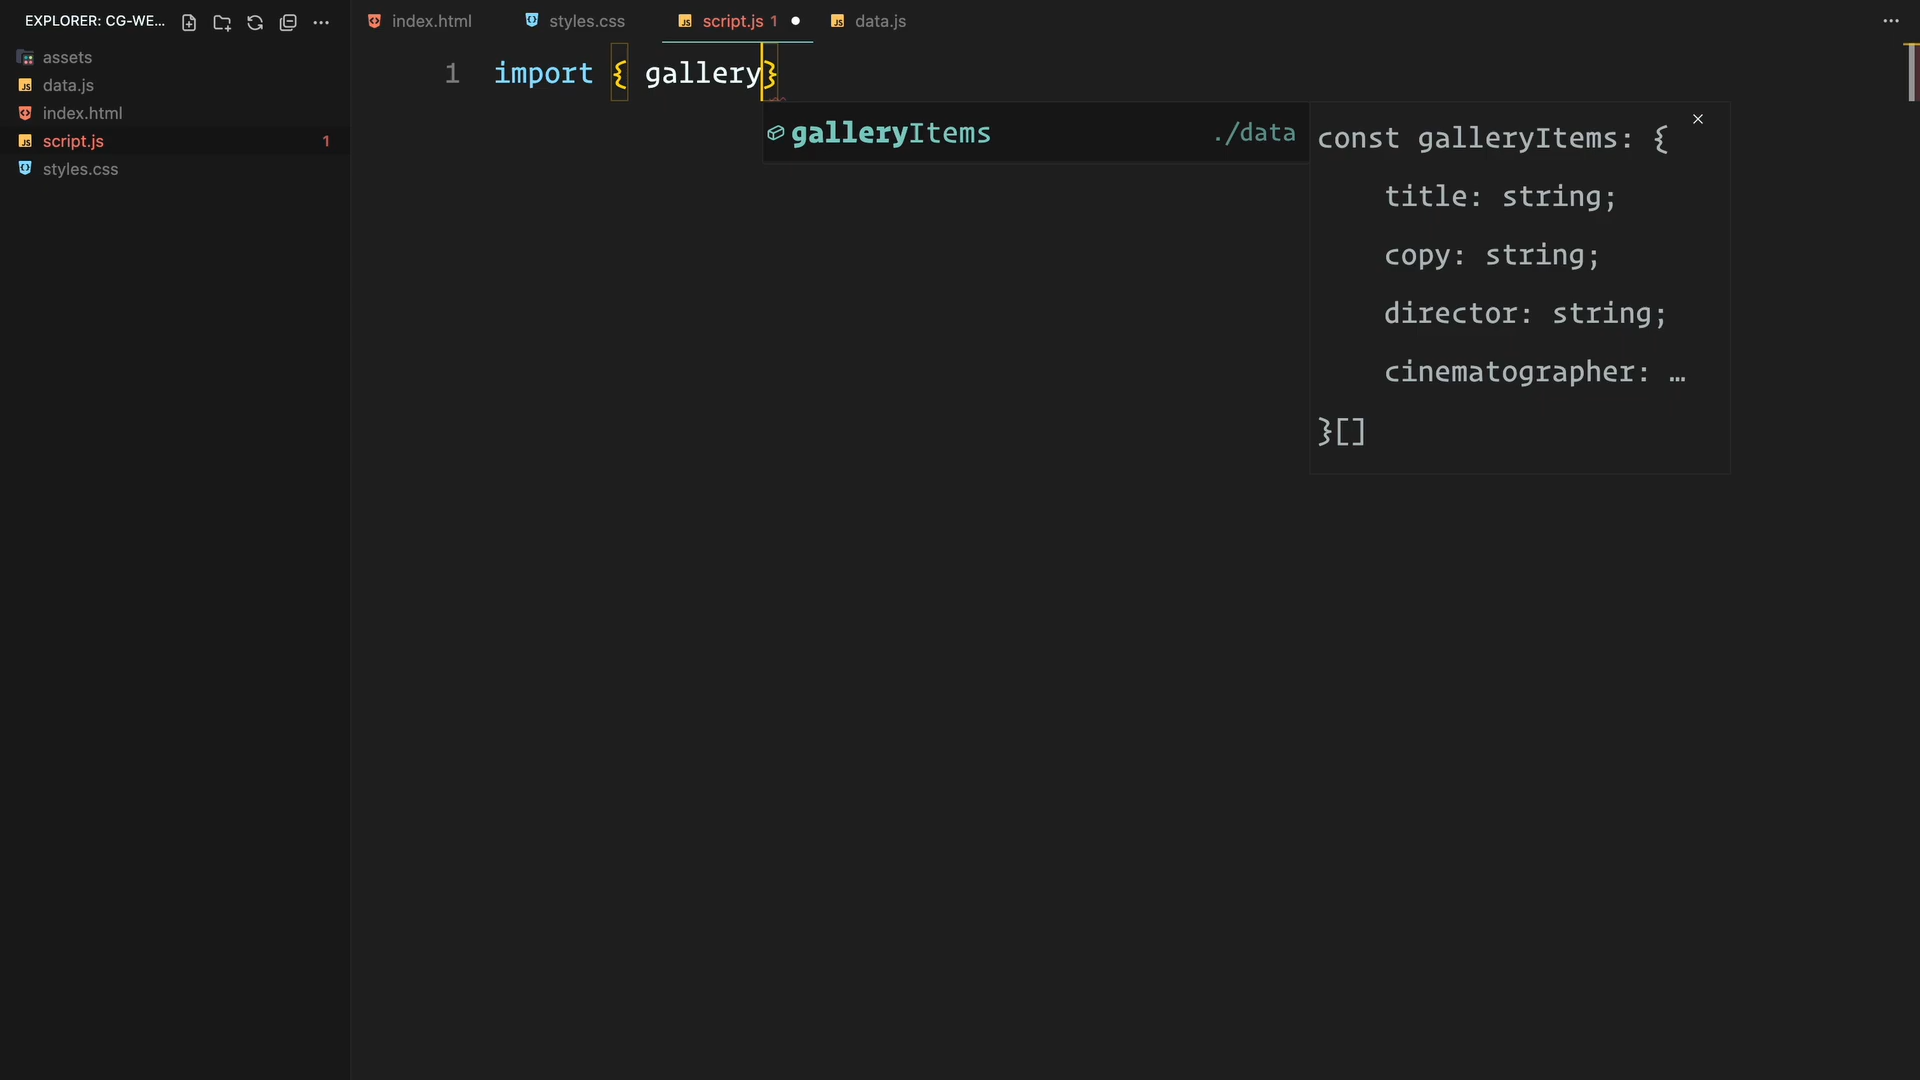 EXPLORER: CG-WE...
assets
data.js
index.html
script.js 1
styles.css
index.html styles.css script.js 1 data.js
1 import { gallery}
galleryItems ./data
const galleryItems: {
title: string;
copy: string;
director: string;
cinematographer: …
}[]